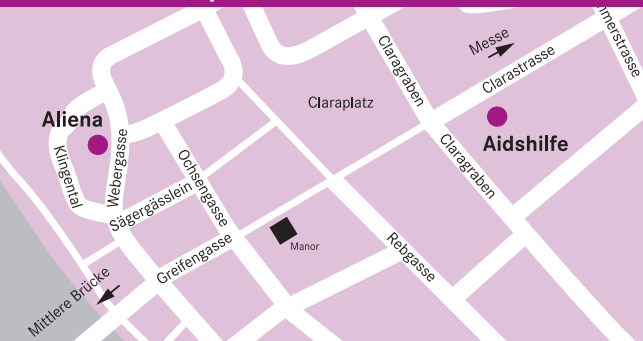 Messe
Claragraben
Clarastrasse
Claraplatz
Aliena
Aidshilfe
Klingental
Webergasse
Ochsengasse
Claragraben
Sägergässlein
Greifengasse
Manor
Rebgasse
Mittlere Brücke